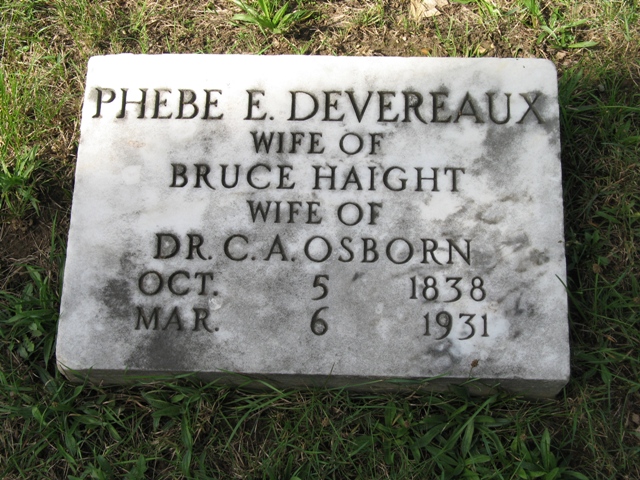 PHEBE E. DEVEREAUX
WIFE OF
BRUCE HAIGHT
WIFE OF
DR. C. A. OSBORN
OCT. 5 1838
MAR. 6 1931